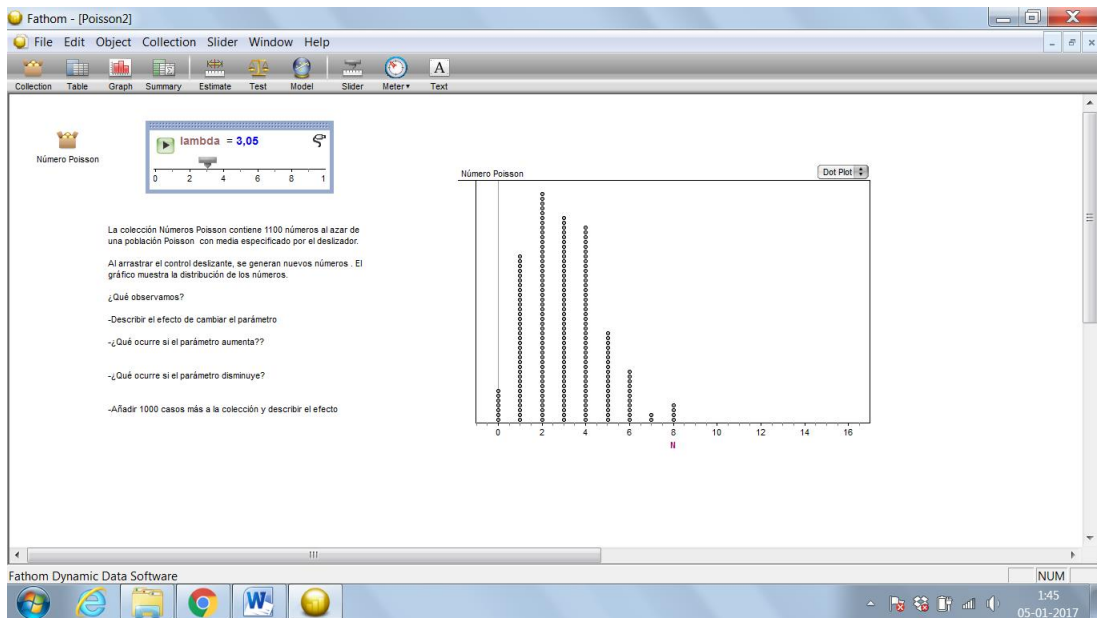 Fathom - [Poisson2]
File Edit Object Collection Slider Window Help
Collection Table Graph Summary Estimate Test Model Slider Meter Text
Número Poisson
lambda = 3,05
0 2 4 6 8 1
La colección Números Poisson contiene 1100 números al azar de
una población Poisson con media especificado por el deslizador.
Al arrastrar el control deslizante, se generan nuevos números . El
gráfico muestra la distribución de los números.
¿Qué observamos?
-Describir el efecto de cambiar el parámetro
-¿Qué ocurre si el parámetro aumenta??
-¿Qué ocurre si el parámetro disminuye?
-Añadir 1000 casos más a la colección y describir el efecto
Número Poisson
Dot Plot
0 2 4 6 8 10 12 14 16
N
Fathom Dynamic Data Software
NUM
W
1:45
05-01-2017